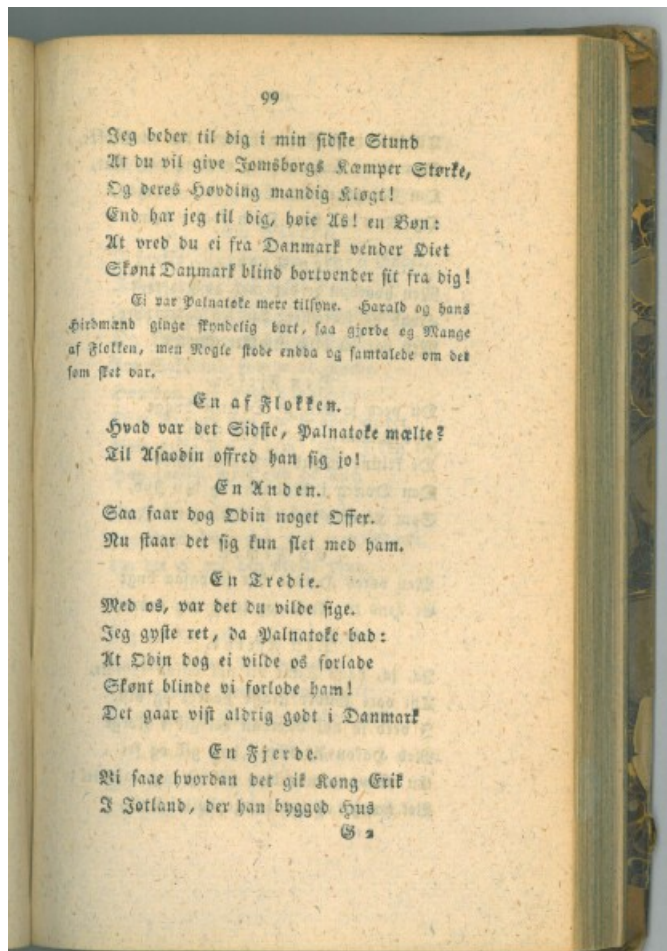 99
Jeg beder til dig i min sidste Stund
At du vil give Jomsborgs Kæmper Størke,
Og deres Høvding mandig Kløgt!
End har jeg til dig, høie As! en Bøn:
At vred du ei fra Danmark vender Øiet
Skønt Danmark blind bortvender sit fra dig!
Ei var Palnatoke mere tilsyne. Harald og hans
Hirdmænd ginge skyndelig bort, saa gjorde og Mange
af Flokken, men Nogle stode endda og samtalede om det
som sket var.
En af Flokken.
Hvad var det Sidste, Palnatoke mælte?
Til Asaodin offred han sig jo!
En Anden.
Saa faar dog Odin noget Offer.
Nu staar det sig kun slet med ham.
En Tredie.
Med os, var det du vilde sige.
Jeg gyste ret, da Palnatoke bad:
At Odin dog ei vilde os forlade
Skønt blinde vi forlode ham!
Det gaar vist aldrig godt i Danmark
En Fjerde.
Vi saae hvordan det gik Kong Erik
I Jotland, der han bygged Hus
G 2